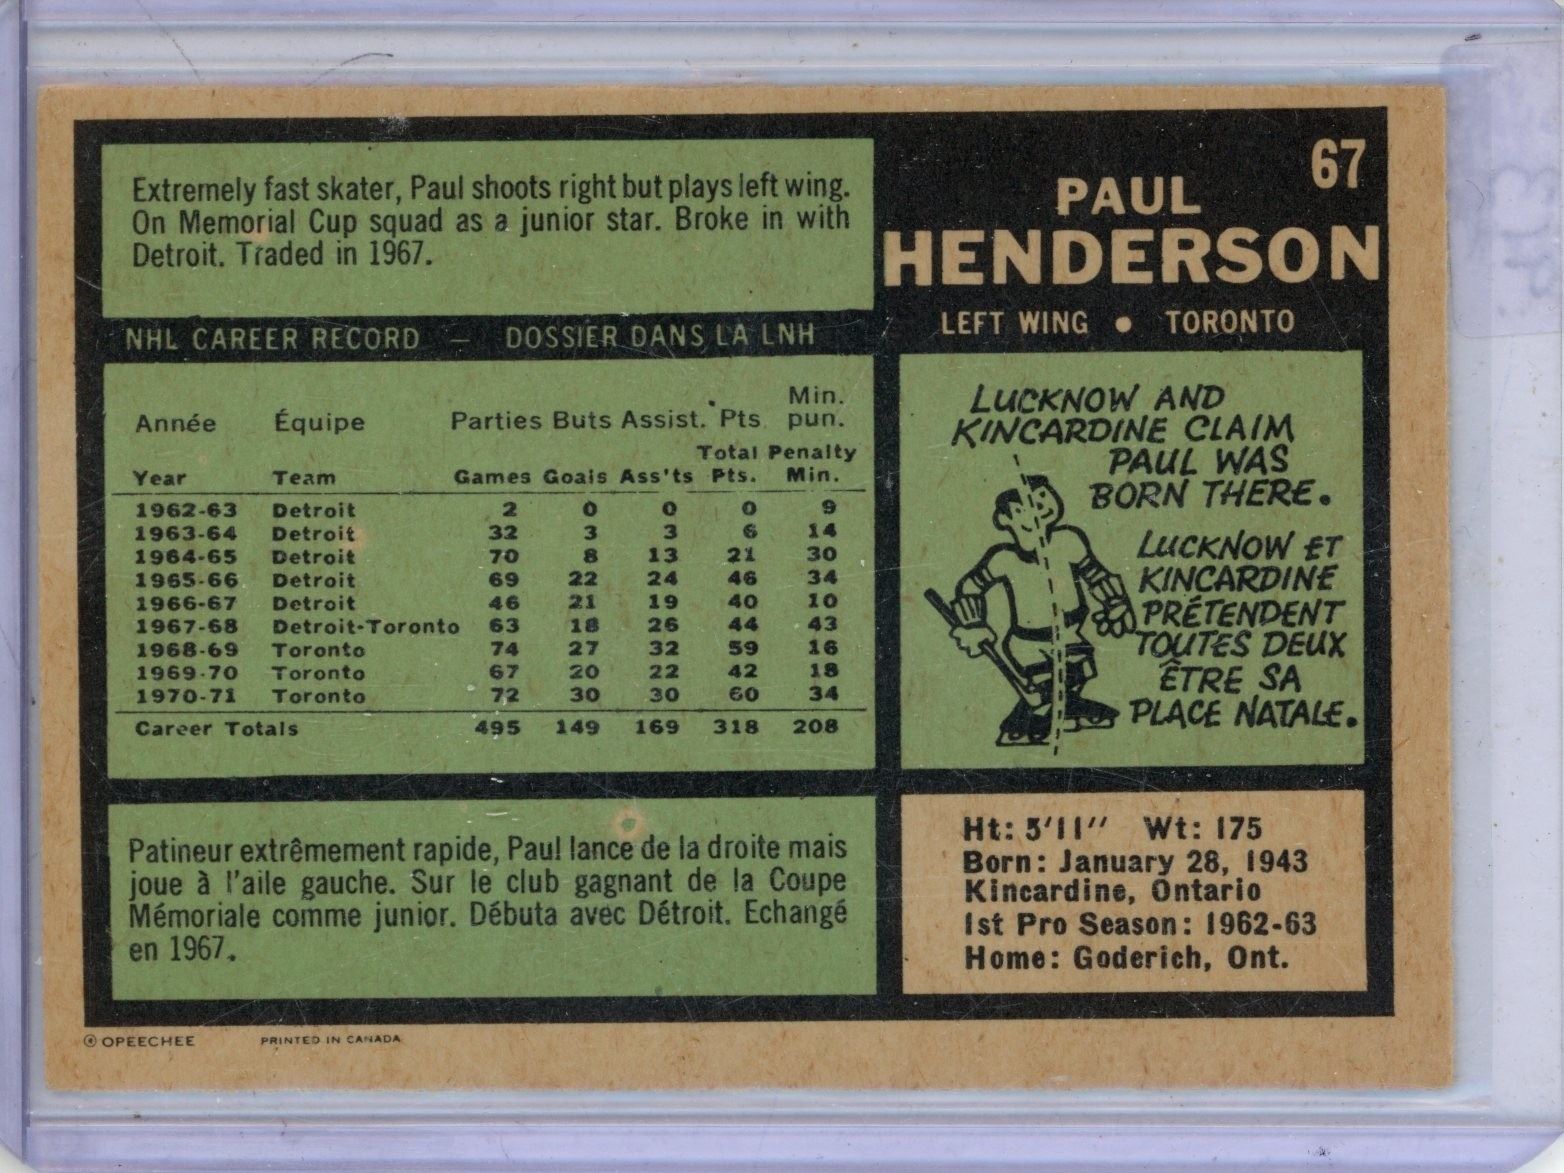 67
PAUL
HENDERSON
LEFT WING • TORONTO
Extremely fast skater, Paul shoots right but plays left wing.
On Memorial Cup squad as a junior star. Broke in with
Detroit. Traded in 1967.
NHL CAREER RECORD — DOSSIER DANS LA LNH
Min.
Année Équipe Parties Buts Assist. Pts pun.
Total Penalty
Year Team Games Goals Ass'ts Pts. Min.
1962-63 Detroit 2 0 0 0 9
1963-64 Detroit 32 3 3 6 14
1964-65 Detroit 70 8 13 21 30
1965-66 Detroit 69 22 24 46 34
1966-67 Detroit 46 21 19 40 10
1967-68 Detroit-Toronto 63 18 26 44 43
1968-69 Toronto 74 27 32 59 16
1969-70 Toronto 67 20 22 42 18
1970-71 Toronto 72 30 30 60 34
Career Totals 495 149 169 318 208
LUCKNOW AND
KINCARDINE CLAIM
PAUL WAS
BORN THERE.
LUCKNOW ET
KINCARDINE
PRÉTENDENT
TOUTES DEUX
ÊTRE SA
PLACE NATALE.
Patineur extrêmement rapide, Paul lance de la droite mais
joue à l'aile gauche. Sur le club gagnant de la Coupe
Mémoriale comme junior. Débuta avec Détroit. Echangé
en 1967.
Ht: 5'11'' Wt: 175
Born: January 28, 1943
Kincardine, Ontario
1st Pro Season: 1962-63
Home: Goderich, Ont.
OPEECHEE PRINTED IN CANADA